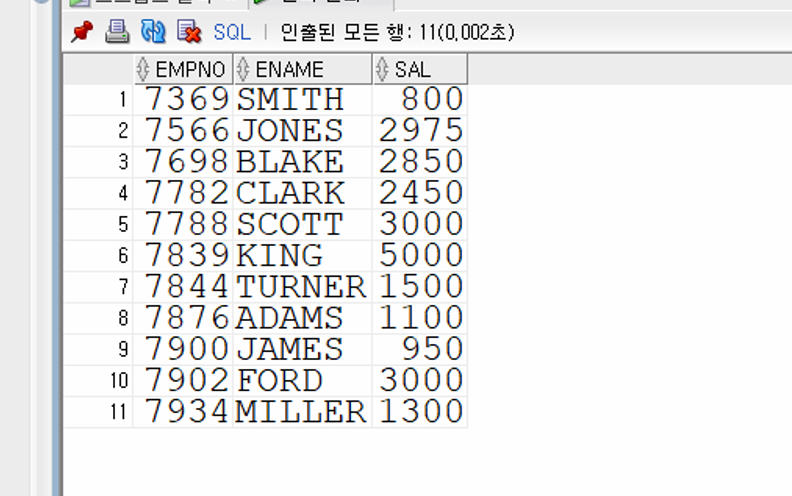 SQL | 인출된 모든 행: 11(0,002초)
EMPNO ENAME SAL
1 7369 SMITH 800
2 7566 JONES 2975
3 7698 BLAKE 2850
4 7782 CLARK 2450
5 7788 SCOTT 3000
6 7839 KING 5000
7 7844 TURNER 1500
8 7876 ADAMS 1100
9 7900 JAMES 950
10 7902 FORD 3000
11 7934 MILLER 1300